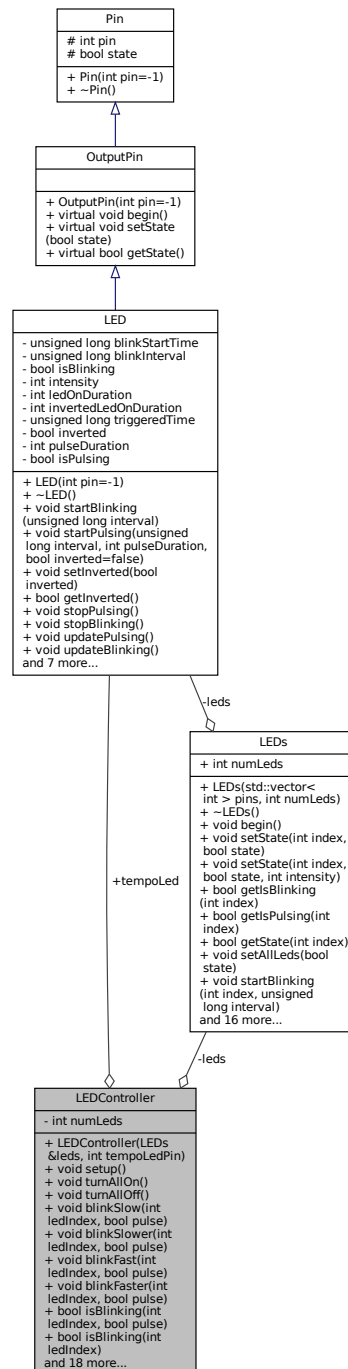 Pin
# int pin
# bool state
+ Pin(int pin=-1)
+ ~Pin()
OutputPin
+ OutputPin(int pin=-1)
+ virtual void begin()
+ virtual void setState
(bool state)
+ virtual bool getState()
LED
- unsigned long blinkStartTime
- unsigned long blinkInterval
- bool isBlinking
- int intensity
- int ledOnDuration
- int invertedLedOnDuration
- unsigned long triggeredTime
- bool inverted
- int pulseDuration
- bool isPulsing
+ LED(int pin=-1)
+ ~LED()
+ void startBlinking
(unsigned long interval)
+ void startPulsing(unsigned
long interval, int pulseDuration,
bool inverted=false)
+ void setInverted(bool
inverted)
+ bool getInverted()
+ void stopPulsing()
+ void stopBlinking()
+ void updatePulsing()
+ void updateBlinking()
and 7 more...
-leds
LEDs
+ int numLeds
+ LEDs(std::vector<
int > pins, int numLeds)
+ ~LEDs()
+ void begin()
+ void setState(int index,
bool state)
+ void setState(int index,
bool state, int intensity)
+ bool getIsBlinking
(int index)
+ bool getIsPulsing(int
index)
+ bool getState(int index)
+ void setAllLeds(bool
state)
+ void startBlinking
(int index, unsigned
long interval)
and 16 more...
+tempoLed
-leds
LEDController
- int numLeds
+ LEDController(LEDs
&leds, int tempoLedPin)
+ void setup()
+ void turnAllOn()
+ void turnAllOff()
+ void blinkSlow(int
ledIndex, bool pulse)
+ void blinkSlower(int
ledIndex, bool pulse)
+ void blinkFast(int
ledIndex, bool pulse)
+ void blinkFaster(int
ledIndex, bool pulse)
+ bool isBlinking(int
ledIndex, bool pulse)
+ bool isBlinking(int
ledIndex)
and 18 more...